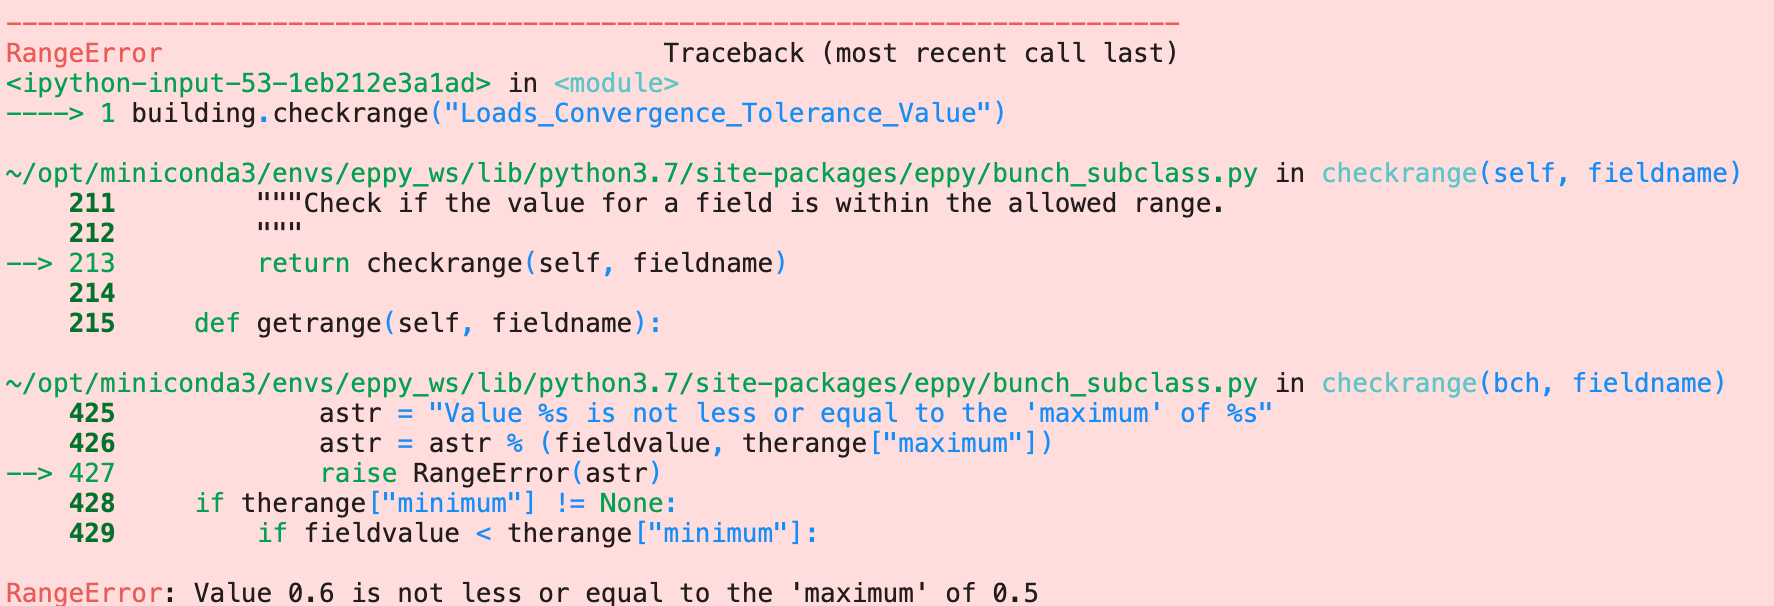 ---------------------------------------------------------------------------
RangeError                                Traceback (most recent call last)
<ipython-input-53-1eb212e3a1ad> in <module>
----> 1 building.checkrange("Loads_Convergence_Tolerance_Value")

~/opt/miniconda3/envs/eppy_ws/lib/python3.7/site-packages/eppy/bunch_subclass.py in checkrange(self, fieldname)
    211         """Check if the value for a field is within the allowed range.
    212         """
--> 213         return checkrange(self, fieldname)
    214
    215     def getrange(self, fieldname):

~/opt/miniconda3/envs/eppy_ws/lib/python3.7/site-packages/eppy/bunch_subclass.py in checkrange(bch, fieldname)
    425             astr = "Value %s is not less or equal to the 'maximum' of %s"
    426             astr = astr % (fieldvalue, therange["maximum"])
--> 427             raise RangeError(astr)
    428     if therange["minimum"] != None:
    429         if fieldvalue < therange["minimum"]:

RangeError: Value 0.6 is not less or equal to the 'maximum' of 0.5